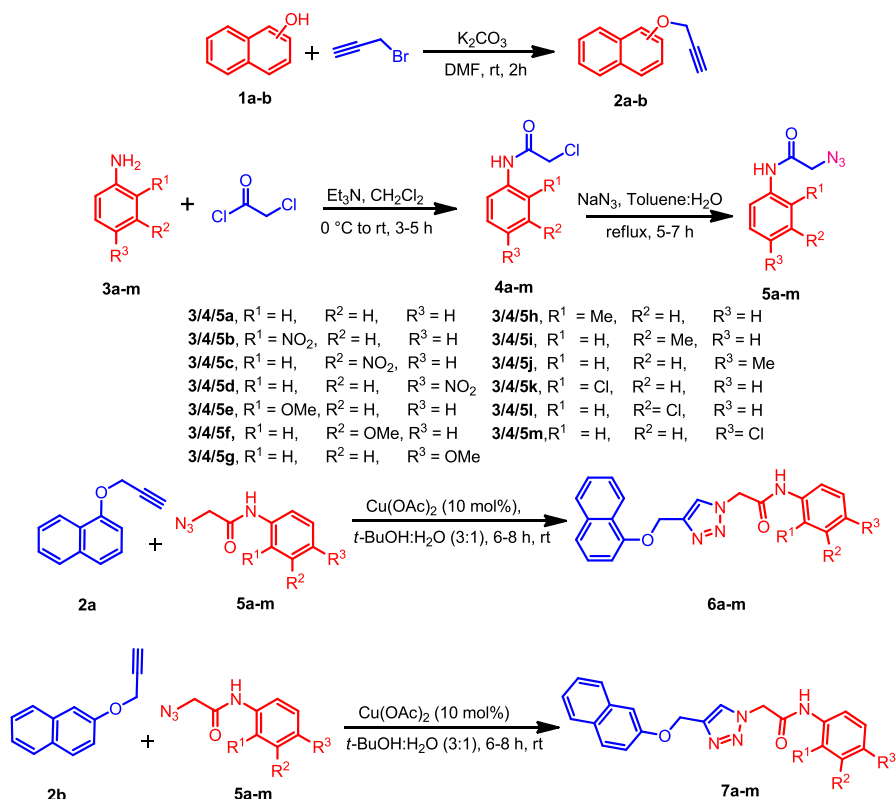 OH
+
Br
K2CO3
DMF, rt, 2h
O
1a-b
2a-b
NH2
R1
R2
R3
+
O
Cl
Cl
Et3N, CH2Cl2
0 °C to rt, 3-5 h
O
HN
Cl
R1
R2
R3
NaN3, Toluene:H2O
reflux, 5-7 h
O
HN
N3
R1
R2
R3
3a-m
4a-m
5a-m
3/4/5a, R1 = H, R2 = H, R3 = H
3/4/5b, R1 = NO2, R2 = H, R3 = H
3/4/5c, R1 = H, R2 = NO2, R3 = H
3/4/5d, R1 = H, R2 = H, R3 = NO2
3/4/5e, R1 = OMe, R2 = H, R3 = H
3/4/5f, R1 = H, R2 = OMe, R3 = H
3/4/5g, R1 = H, R2 = H, R3 = OMe
3/4/5h, R1 = Me, R2 = H, R3 = H
3/4/5i, R1 = H, R2 = Me, R3 = H
3/4/5j, R1 = H, R2 = H, R3 = Me
3/4/5k, R1 = Cl, R2 = H, R3 = H
3/4/5l, R1 = H, R2= Cl, R3 = H
3/4/5m,R1 = H, R2 = H, R3= Cl
O
+
N3
O
H
N
R1
R2
R3
Cu(OAc)2 (10 mol%),
t-BuOH:H2O (3:1), 6-8 h, rt
O
N
N
N
O
H
N
R1
R2
R3
2a
5a-m
6a-m
O
+
N3
O
H
N
R1
R2
R3
Cu(OAc)2 (10 mol%)
t-BuOH:H2O (3:1), 6-8 h, rt
O
N
N
N
O
H
N
R1
R2
R3
2b
5a-m
7a-m